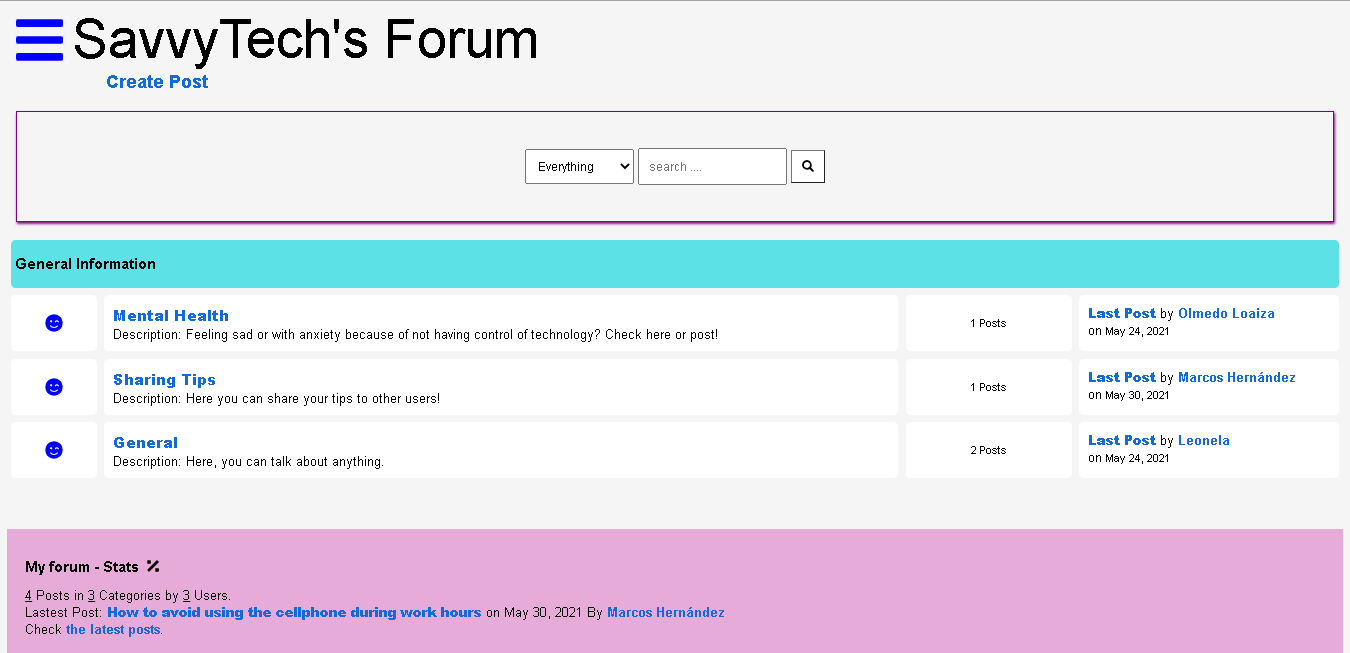 SavvyTech's Forum
Create Post
Everything search ....
General Information
Mental Health
Description: Feeling sad or with anxiety because of not having control of technology? Check here or post!
1 Posts
Last Post by Olmedo Loaiza
on May 24, 2021
Sharing Tips
Description: Here you can share your tips to other users!
1 Posts
Last Post by Marcos Hernández
on May 30, 2021
General
Description: Here, you can talk about anything.
2 Posts
Last Post by Leonela
on May 24, 2021
My forum - Stats
4 Posts in 3 Categories by 3 Users.
Lastest Post: How to avoid using the cellphone during work hours on May 30, 2021 By Marcos Hernández
Check the latest posts.